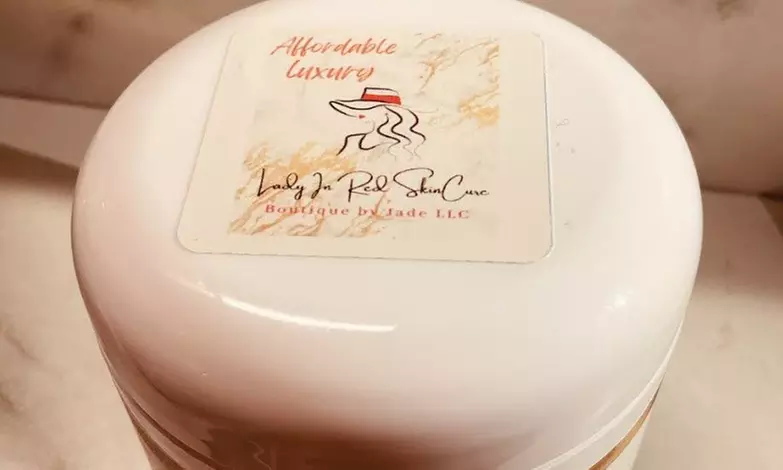 Affordable
Luxury
Lady In Red SkinCare
Boutique by Jade LLC